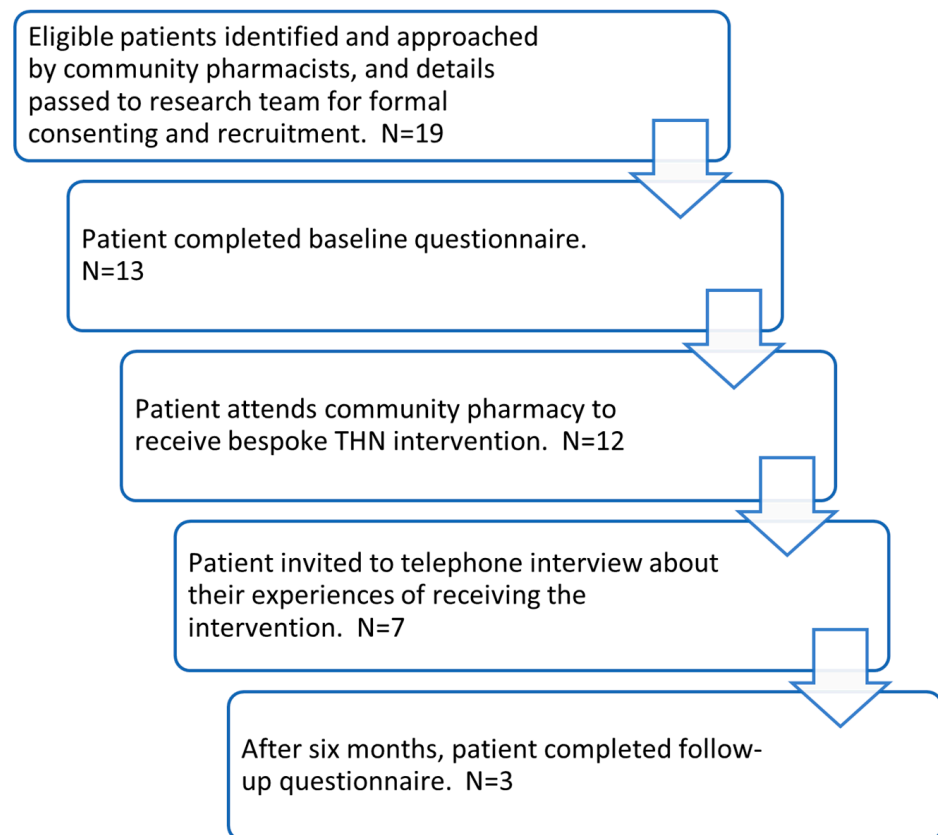 Eligible patients identified and approached
by community pharmacists, and details
passed to research team for formal
consenting and recruitment.  N=19
Patient completed baseline questionnaire.
N=13
Patient attends community pharmacy to
receive bespoke THN intervention.  N=12
Patient invited to telephone interview about
their experiences of receiving the
intervention.  N=7
After six months, patient completed follow-
up questionnaire.  N=3